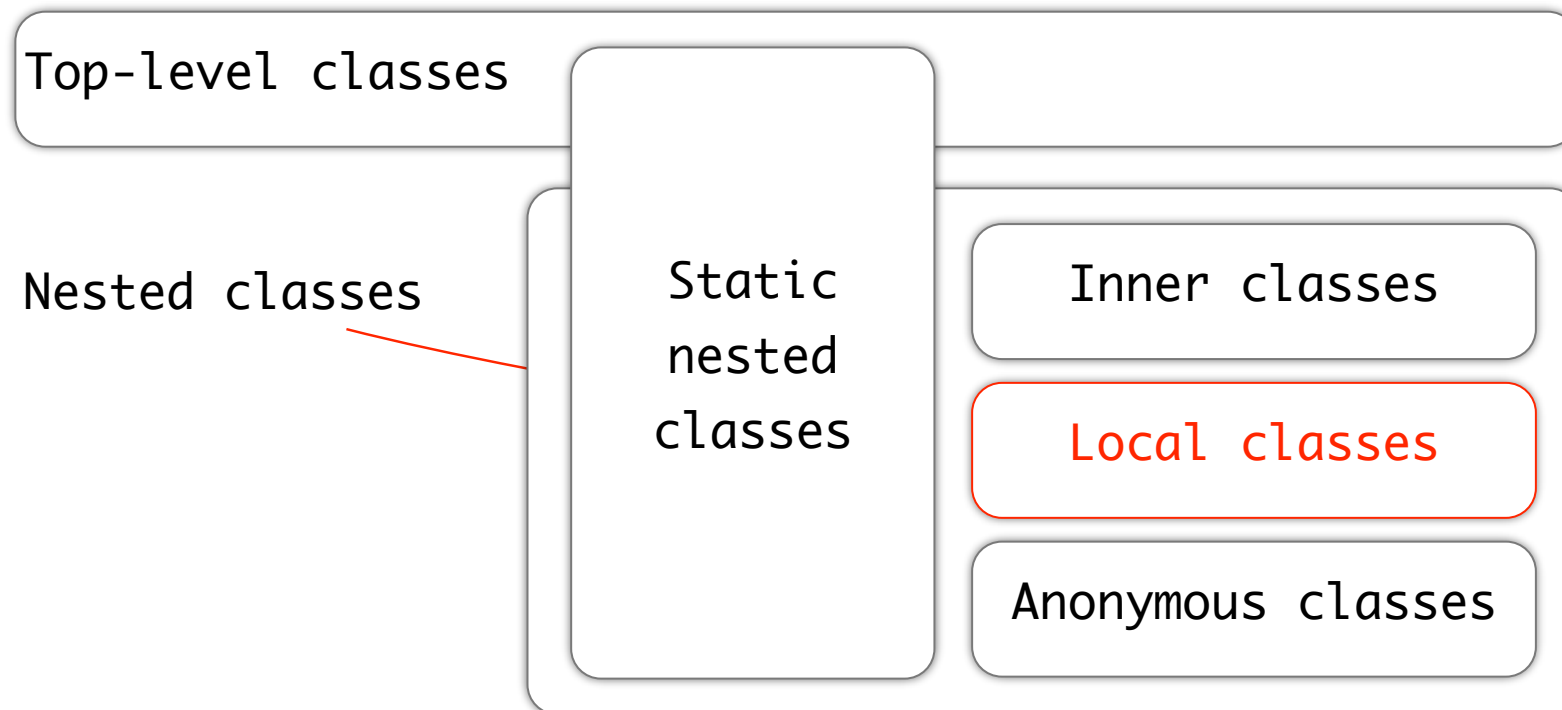 Top-level classes
Nested classes
Static
nested
classes
Inner classes
Local classes
Anonymous classes